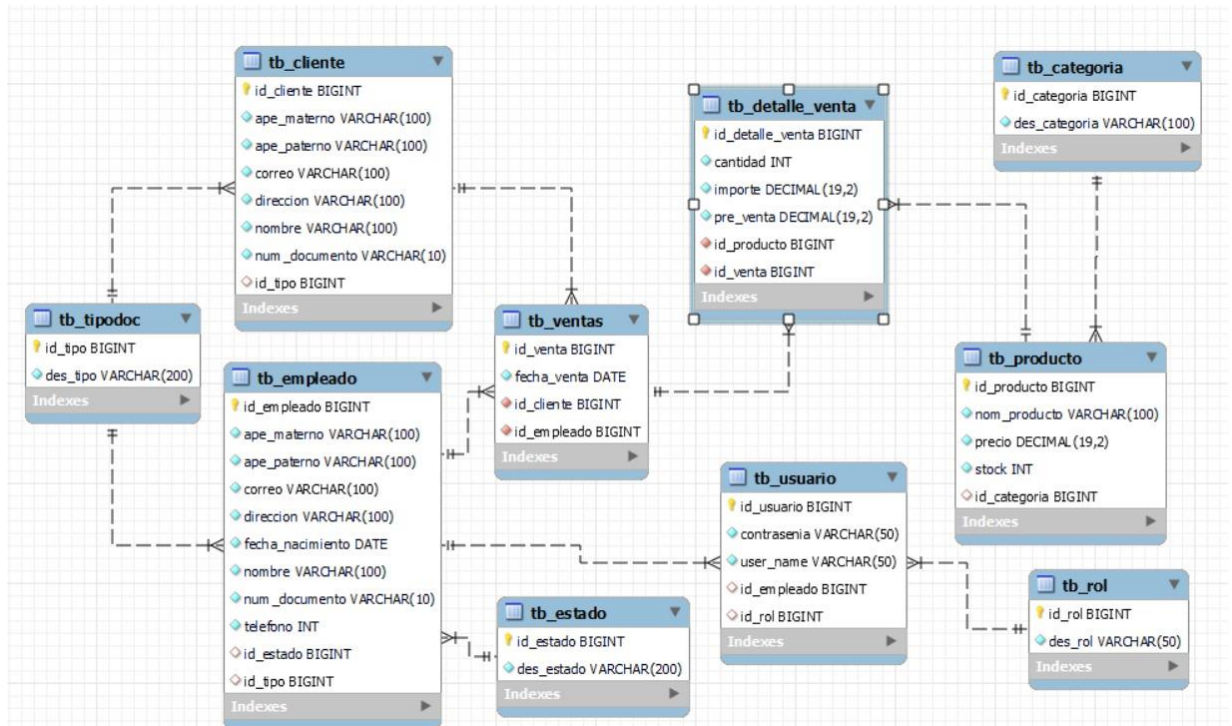 tb_cliente
id_cliente BIGINT
ape_materno VARCHAR(100)
ape_paterno VARCHAR(100)
correo VARCHAR(100)
direccion VARCHAR(100)
nombre VARCHAR(100)
num_documento VARCHAR(10)
id_tipo BIGINT
Indexes
tb_detalle_venta
id_detalle_venta BIGINT
cantidad INT
importe DECIMAL(19,2)
pre_venta DECIMAL(19,2)
id_producto BIGINT
id_venta BIGINT
Indexes
tb_categoria
id_categoria BIGINT
des_categoria VARCHAR(100)
Indexes
tb_tipodoc
id_tipo BIGINT
des_tipo VARCHAR(200)
Indexes
tb_ventas
id_venta BIGINT
fecha_venta DATE
id_cliente BIGINT
id_empleado BIGINT
Indexes
tb_producto
id_producto BIGINT
nom_producto VARCHAR(100)
precio DECIMAL(19,2)
stock INT
id_categoria BIGINT
Indexes
tb_empleado
id_empleado BIGINT
ape_materno VARCHAR(100)
ape_paterno VARCHAR(100)
correo VARCHAR(100)
direccion VARCHAR(100)
fecha_nacimiento DATE
nombre VARCHAR(100)
num_documento VARCHAR(10)
telefono INT
id_estado BIGINT
id_tipo BIGINT
Indexes
tb_usuario
id_usuario BIGINT
contrasenia VARCHAR(50)
user_name VARCHAR(50)
id_empleado BIGINT
id_rol BIGINT
Indexes
tb_estado
id_estado BIGINT
des_estado VARCHAR(200)
Indexes
tb_rol
id_rol BIGINT
des_rol VARCHAR(50)
Indexes